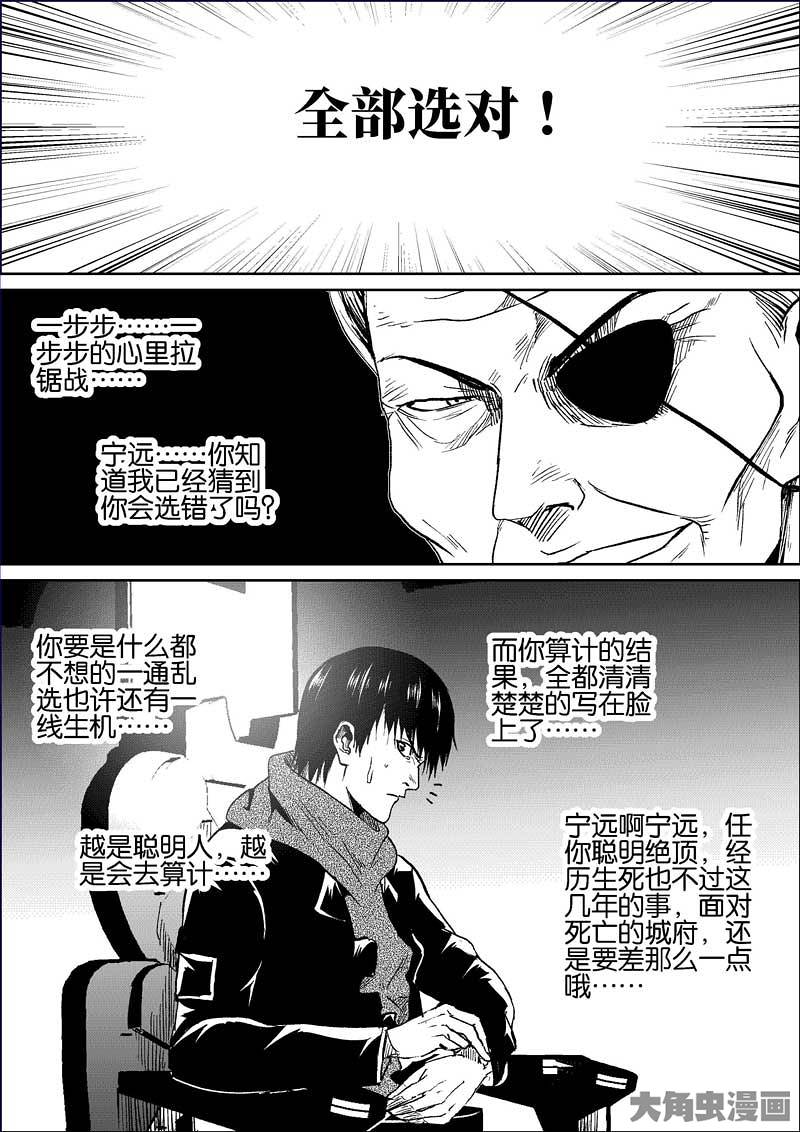 全部选对！
一步步……一
步步的心里拉
锯战……
宁远……你知
道我已经猜到
你会选错了吗？
你要是什么都
不想的一通乱
选也许还有一
线生机……
而你算计的结
果，全都清清
楚楚的写在脸
上了……
越是聪明人，越
是会去算计……
宁远啊宁远，任
你聪明绝顶，经
历生死也不过这
几年的事，面对
死亡的城府，还
是要差那么一点
哦……
大角虫漫画